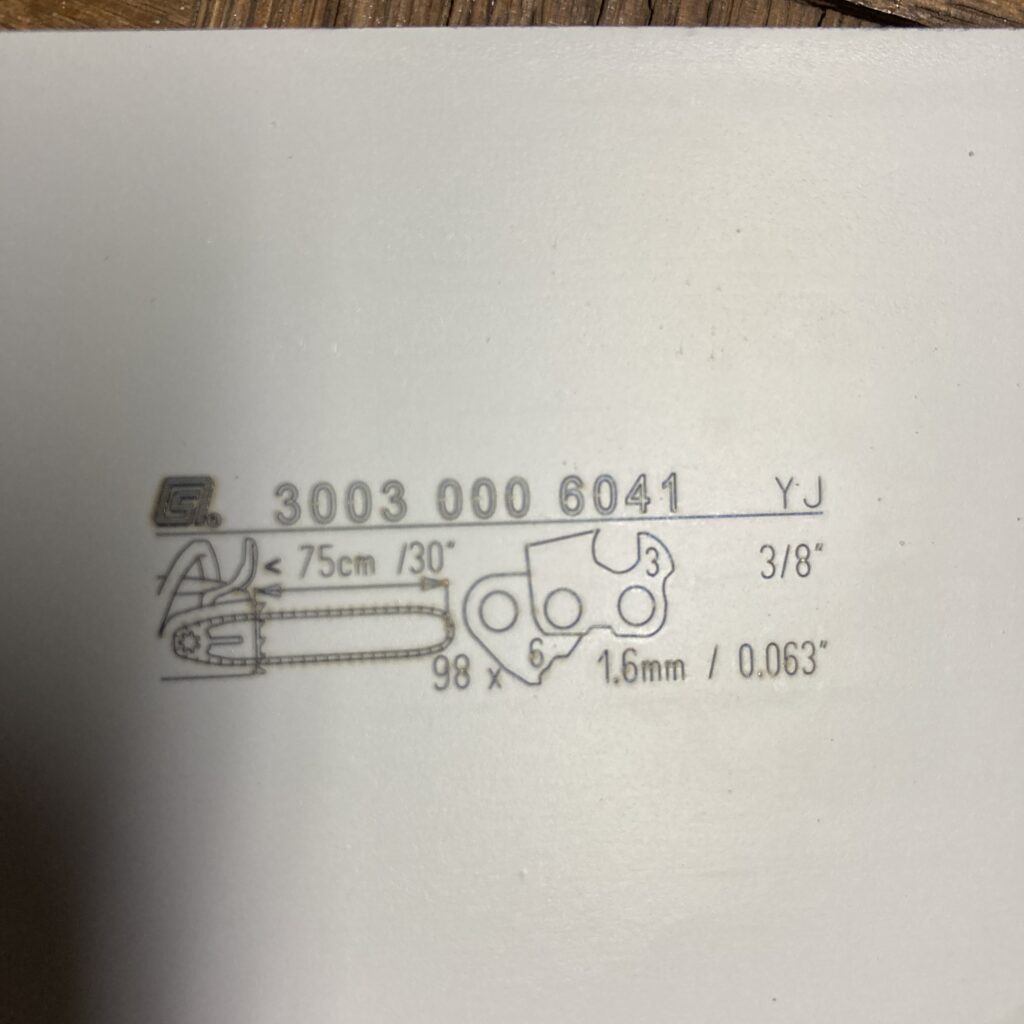 3003 000 6041 YJ
< 75cm /30" 3 3/8"
98 x 6 1.6mm / 0.063"